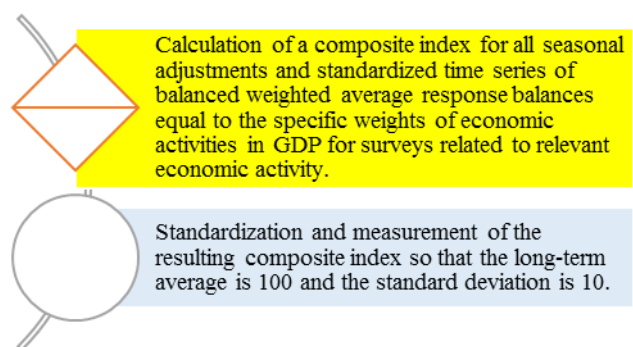 Calculation of a composite index for all seasonal
adjustments and standardized time series of
balanced weighted average response balances
equal to the specific weights of economic
activities in GDP for surveys related to relevant
economic activity.
Standardization and measurement of the
resulting composite index so that the long-term
average is 100 and the standard deviation is 10.